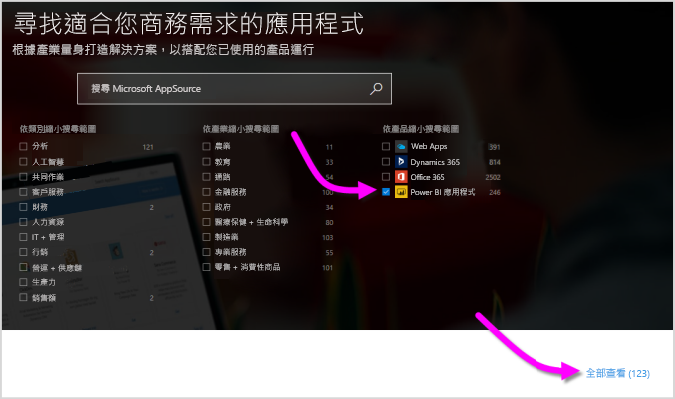 尋找適合您商務需求的應用程式
根據產業量身打造解決方案，以搭配您已使用的產品運行
搜尋 Microsoft AppSource
依類別縮小搜尋範圍
分析 121
人工智慧
共同作業
客戶服務
財務 2
人力資源
IT + 管理
行銷 2
營運 + 供應鏈
生產力
銷售額 2
依產業縮小搜尋範圍
農業 11
教育 33
通路 54
金融服務 100
政府 34
醫療保健 + 生命科學 80
製造業 103
專業服務 55
零售 + 消費性商品 101
依產品縮小搜尋範圍
Web Apps 391
Dynamics 365 814
Office 365 2502
Power BI 應用程式 246
全部查看 (123)